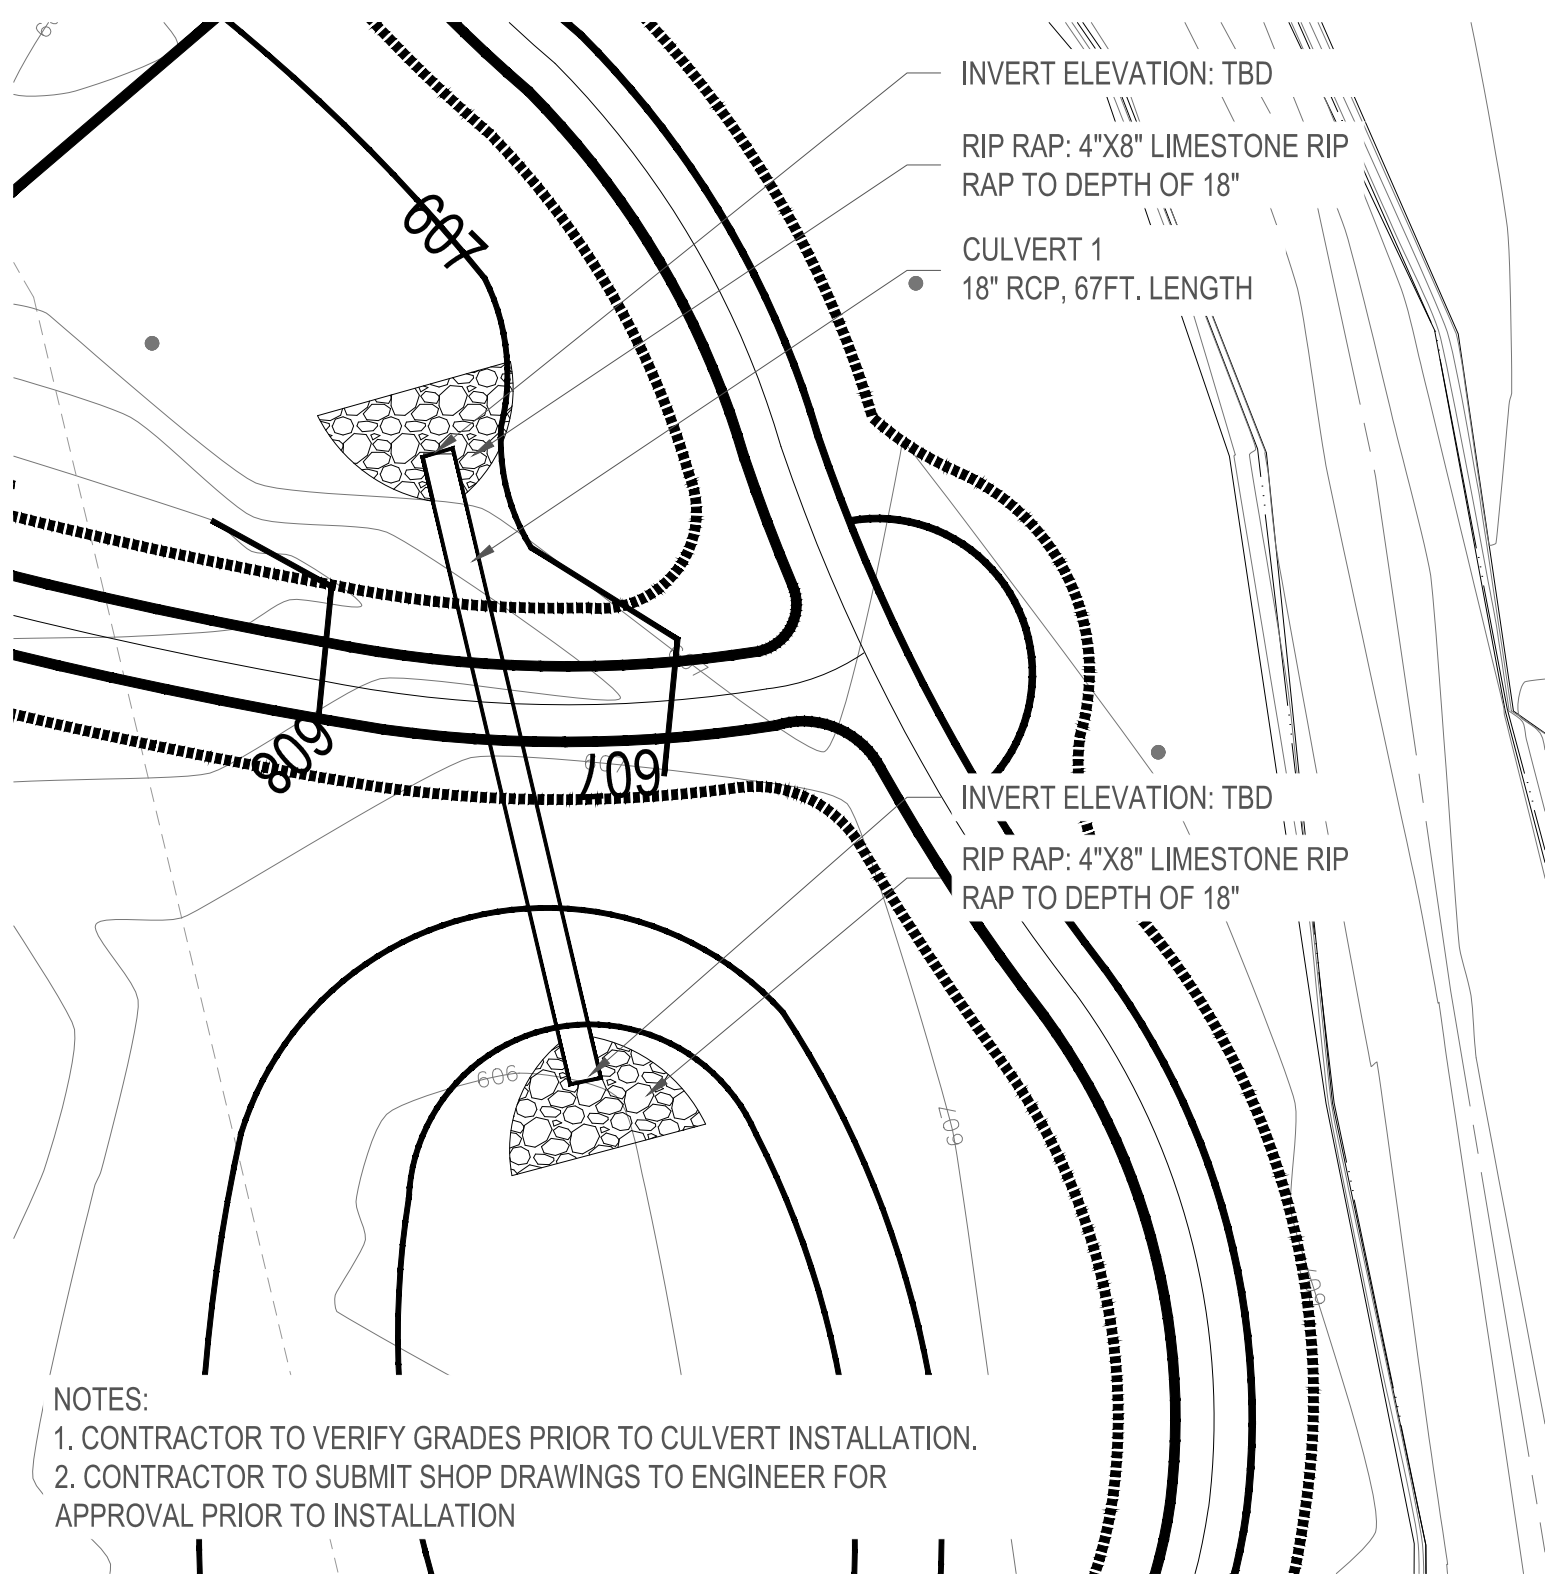 INVERT ELEVATION: TBD
RIP RAP: 4"X8" LIMESTONE RIP
RAP TO DEPTH OF 18"
CULVERT 1
18" RCP, 67FT. LENGTH
607
608
607
607
INVERT ELEVATION: TBD
RIP RAP: 4"X8" LIMESTONE RIP
RAP TO DEPTH OF 18"
606
607
607
NOTES:
1. CONTRACTOR TO VERIFY GRADES PRIOR TO CULVERT INSTALLATION.
2. CONTRACTOR TO SUBMIT SHOP DRAWINGS TO ENGINEER FOR
APPROVAL PRIOR TO INSTALLATION